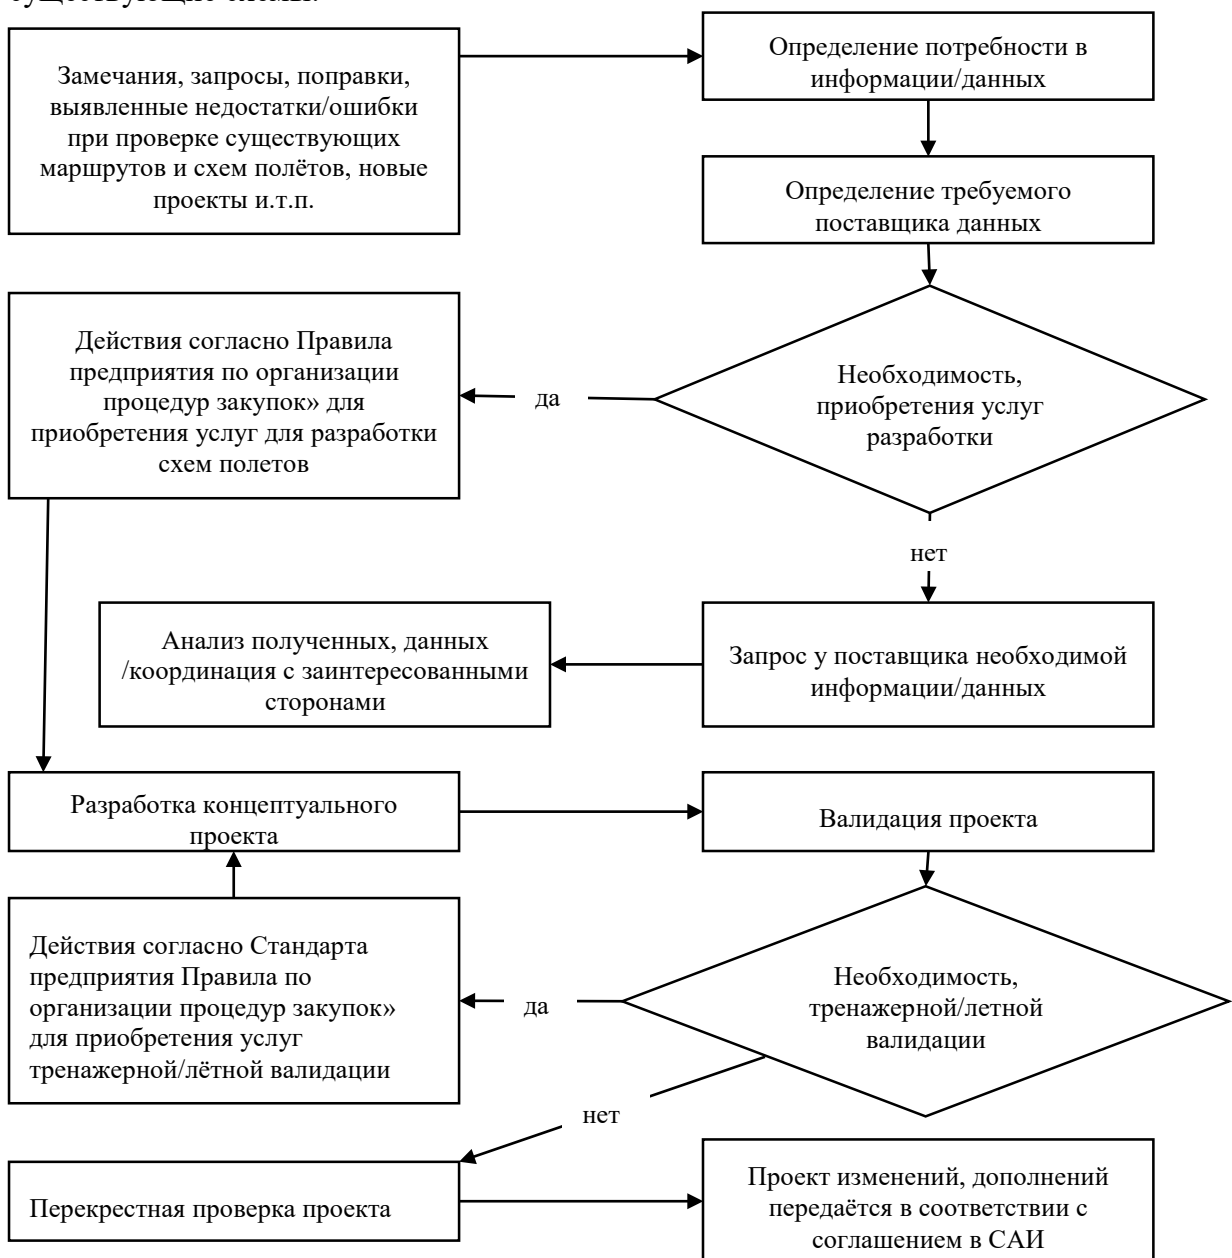 существующие схемы.
Замечания, запросы, поправки,
выявленные недостатки/ошибки
при проверке существующих
маршрутов и схем полётов, новые
проекты и.т.п.
Определение потребности в
информации/данных
Определение требуемого
поставщика данных
Необходимость,
приобретения услуг
разработки
да
Действия согласно Правила
предприятия по организации
процедур закупок» для
приобретения услуг для разработки
схем полетов
нет
Запрос у поставщика необходимой
информации/данных
Анализ полученных, данных
/координация с заинтересованными
сторонами
Разработка концептуального
проекта
Валидация проекта
Необходимость,
тренажерной/летной
валидации
да
Действия согласно Стандарта
предприятия Правила по
организации процедур закупок»
для приобретения услуг
тренажерной/лётной валидации
нет
Перекрестная проверка проекта
Проект изменений, дополнений
передаётся в соответствии с
соглашением в САИ